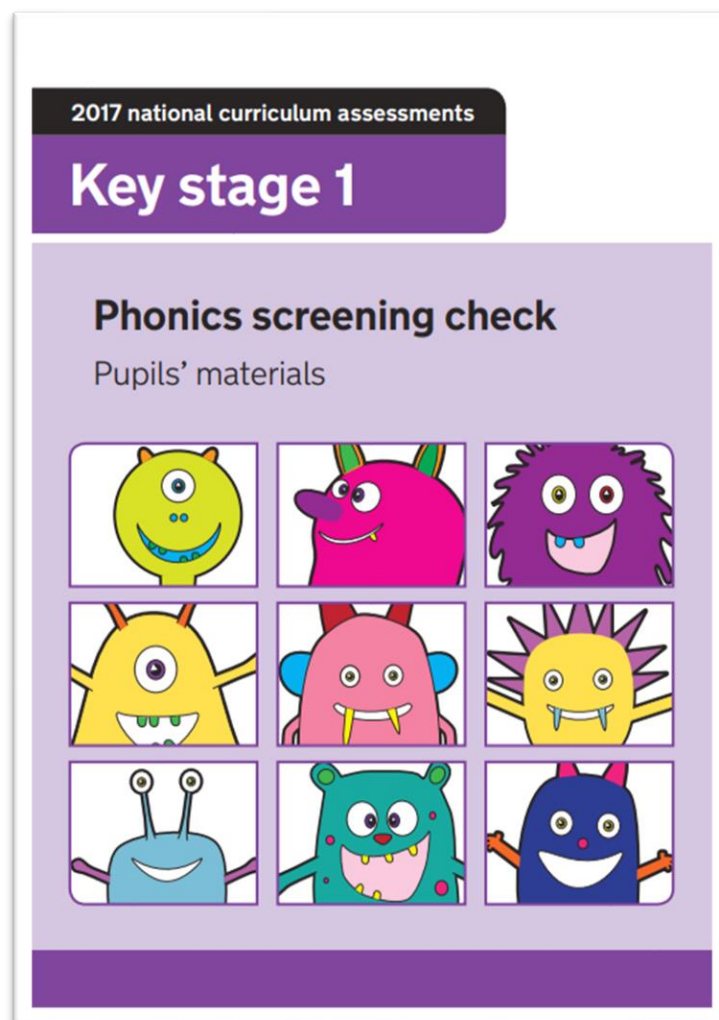 2017 national curriculum assessments
Key stage 1
Phonics screening check
Pupils’ materials